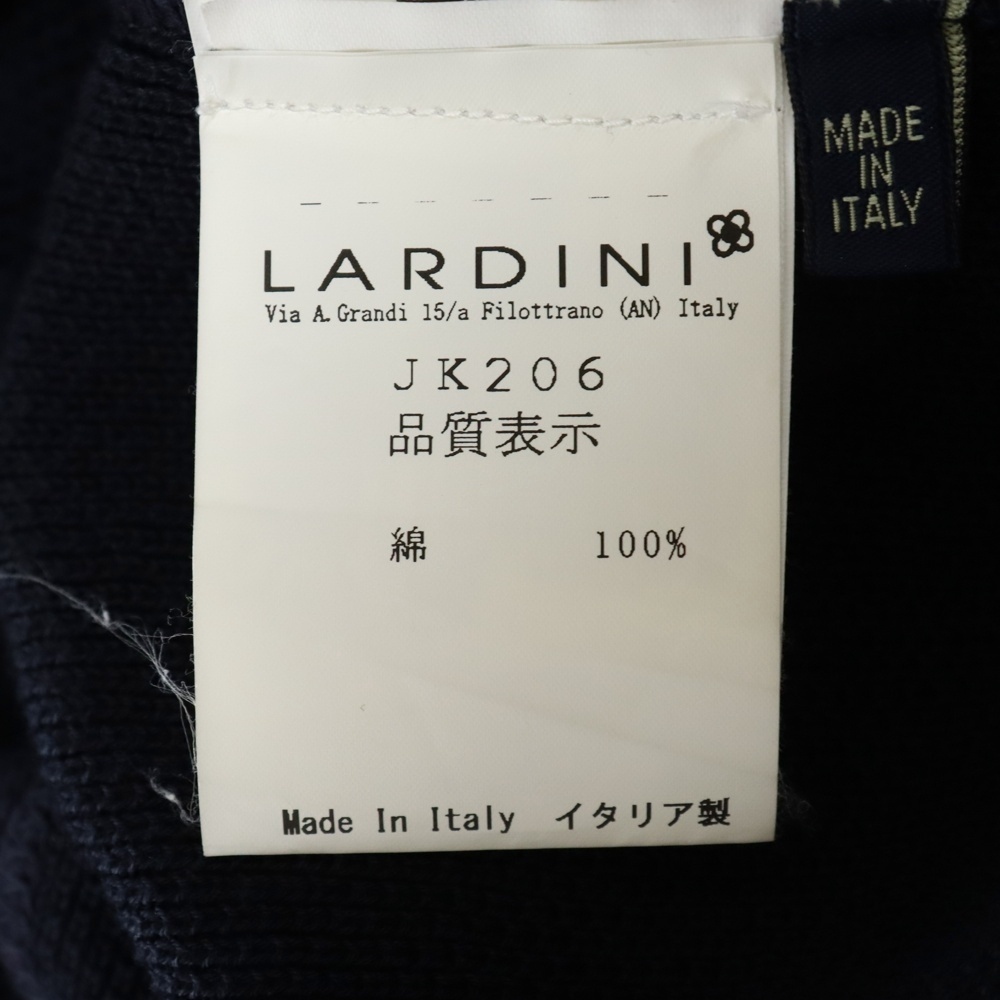 LARDINI
Via A.Grandi 15/a Filottrano (AN) Italy
JK206
品質表示
綿 100%
Made In Italy イタリア製
MADE
IN
ITALY